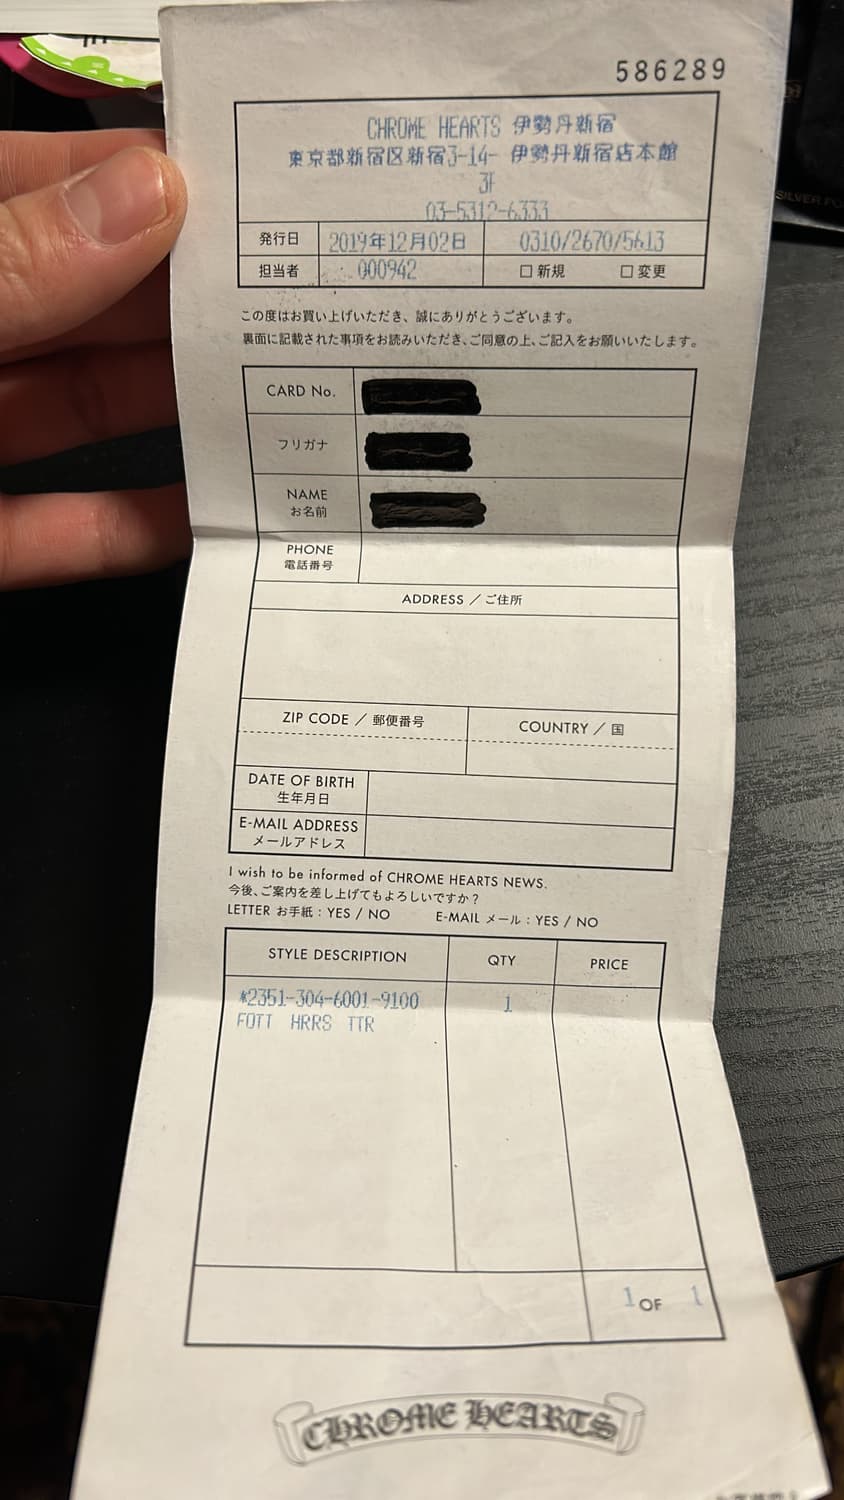 586289
CHROME HEARTS 伊勢丹新宿
東京都新宿区新宿3-14- 伊勢丹新宿店本館
3F
03-5312-6333
発行日 2019年12月02日 0310/2670/5613
担当者 000942 □ 新規 □ 変更
この度はお買い上げいただき、誠にありがとうございます。
裏面に記載された事項をお読みいただき、ご同意の上、ご記入をお願いいたします。
CARD No.
フリガナ
NAME
お名前
PHONE
電話番号
ADDRESS / ご住所
ZIP CODE / 郵便番号 COUNTRY / 国
DATE OF BIRTH
生年月日
E-MAIL ADDRESS
メールアドレス
I wish to be informed of CHROME HEARTS NEWS.
今後、ご案内を差し上げてもよろしいですか？
LETTER お手紙 : YES / NO E-MAIL メール : YES / NO
STYLE DESCRIPTION QTY PRICE
*2351-304-6001-9100 1
FOTT HRRS TTR
1 OF 1
CHROME HEARTS